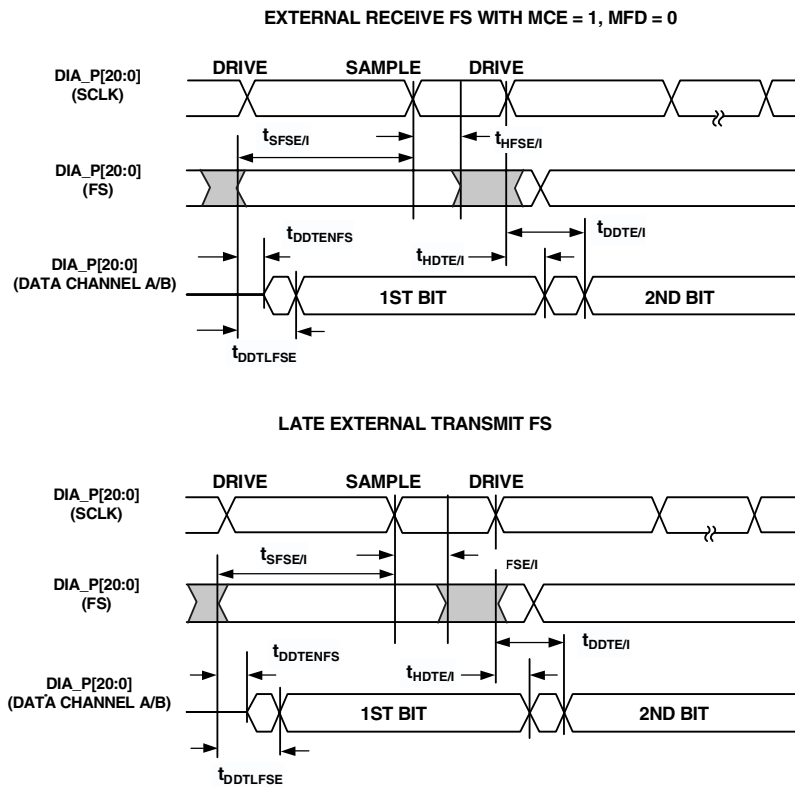 EXTERNAL RECEIVE FS WITH MCE = 1, MFD = 0
DIA_P[20:0]
(SCLK)
DRIVE SAMPLE DRIVE
tSFSE/I
tHFSE/I
DIA_P[20:0]
(FS)
tDDTENFS
tDDTE/I
tHDTE/I
DIA_P[20:0]
(DATA CHANNEL A/B)
1ST BIT
2ND BIT
tDDTLFSE
LATE EXTERNAL TRANSMIT FS
DRIVE SAMPLE DRIVE
DIA_P[20:0]
(SCLK)
tSFSE/I
FSE/I
DIA_P[20:0]
(FS)
tDDTENFS
tDDTE/I
tHDTE/I
DIA_P[20:0]
(DATA CHANNEL A/B)
1ST BIT
2ND BIT
tDDTLFSE